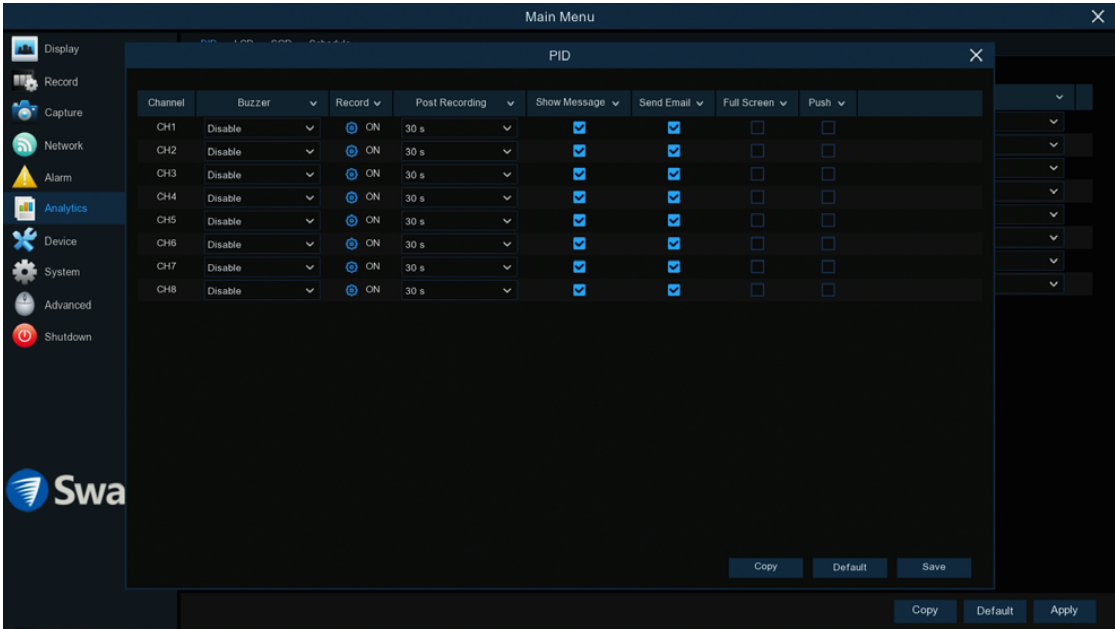 Main Menu
Display
Record
Capture
Network
Alarm
Analytics
Device
System
Advanced
Shutdown
Swa
PID
Channel Buzzer Record Post Recording Show Message Send Email Full Screen Push
CH1 Disable ON 30 s
CH2 Disable ON 30 s
CH3 Disable ON 30 s
CH4 Disable ON 30 s
CH5 Disable ON 30 s
CH6 Disable ON 30 s
CH7 Disable ON 30 s
CH8 Disable ON 30 s
Copy Default Save
Copy Default Apply